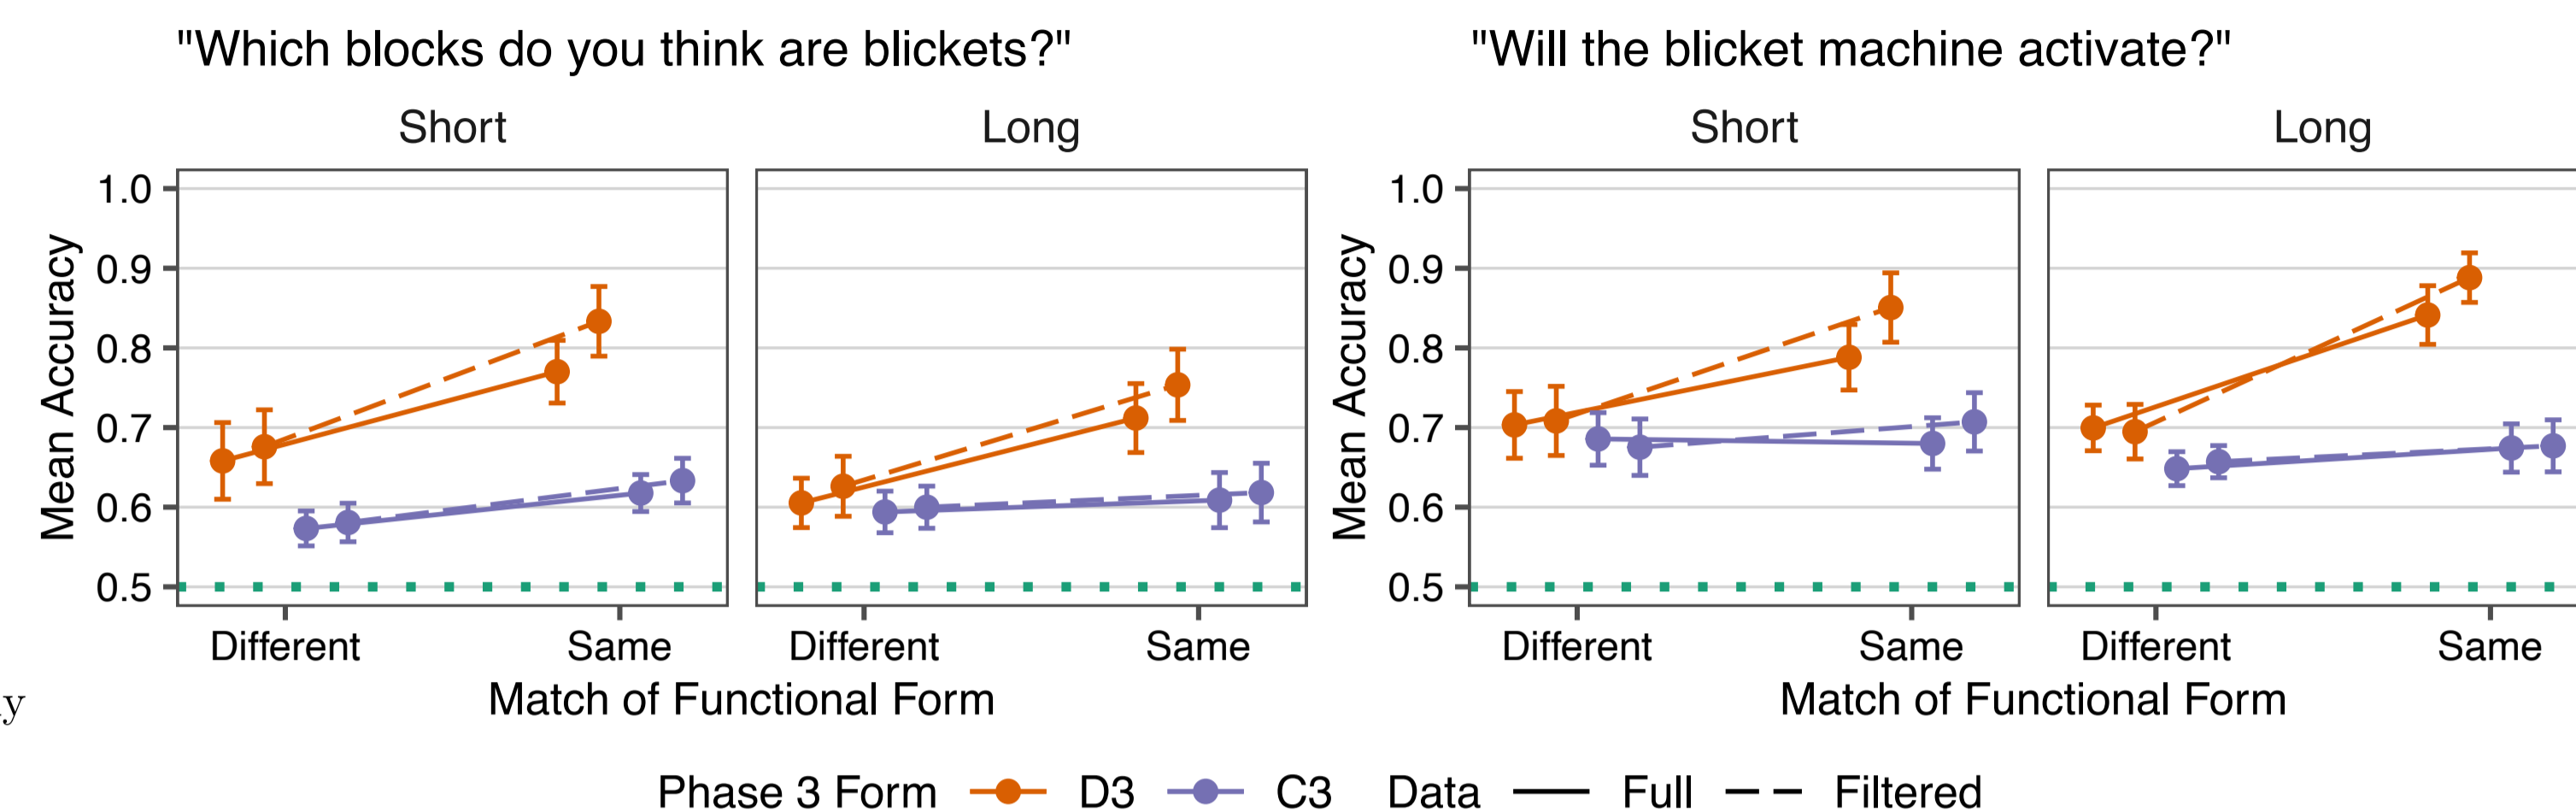 "Which blocks do you think are blickets?"
"Will the blicket machine activate?"
Short
Long
Short
Long
Mean Accuracy
1.0
0.9
0.8
0.7
0.6
0.5
Different
Same
Different
Same
Match of Functional Form
Mean Accuracy
1.0
0.9
0.8
0.7
0.6
0.5
Different
Same
Different
Same
Match of Functional Form
y
Phase 3 Form D3 C3 Data Full Filtered